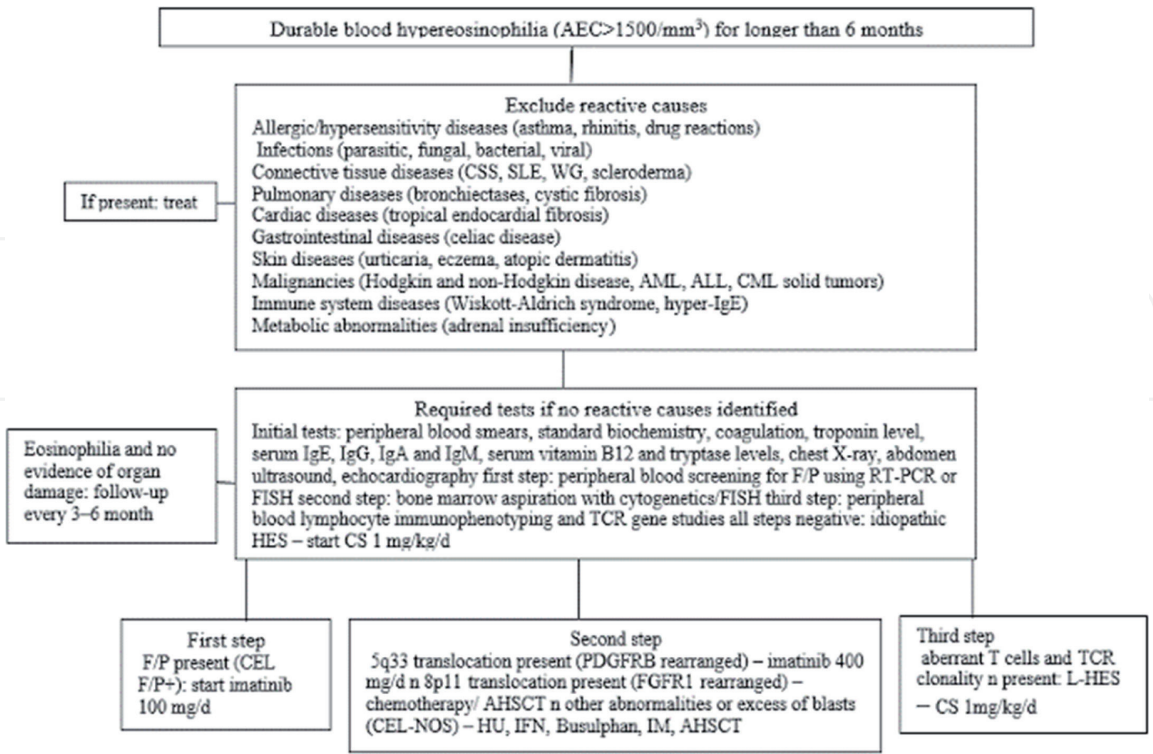 Durable blood hypereosinophilia (AEC>1500/mm³) for longer than 6 months
Exclude reactive causes
Allergic/hypersensitivity diseases (asthma, rhinitis, drug reactions)
Infections (parasitic, fungal, bacterial, viral)
Connective tissue diseases (CSS, SLE, WG, scleroderma)
Pulmonary diseases (bronchiectases, cystic fibrosis)
Cardiac diseases (tropical endocardial fibrosis)
Gastrointestinal diseases (celiac disease)
Skin diseases (urticaria, eczema, atopic dermatitis)
Malignancies (Hodgkin and non-Hodgkin disease, AML, ALL, CML solid tumors)
Immune system diseases (Wiskott-Aldrich syndrome, hyper-IgE)
Metabolic abnormalities (adrenal insufficiency)
If present: treat
Required tests if no reactive causes identified
Initial tests: peripheral blood smears, standard biochemistry, coagulation, troponin level,
serum IgE, IgG, IgA and IgM, serum vitamin B12 and tryptase levels, chest X-ray, abdomen
ultrasound, echocardiography first step: peripheral blood screening for F/P using RT-PCR or
FISH second step: bone marrow aspiration with cytogenetics/FISH third step: peripheral
blood lymphocyte immunophenotyping and TCR gene studies all steps negative: idiopathic
HES – start CS 1 mg/kg/d
Eosinophilia and no
evidence of organ
damage: follow-up
every 3–6 month
First step
F/P present (CEL
F/P+): start imatinib
100 mg/d
Second step
5q33 translocation present (PDGFRB rearranged) – imatinib 400
mg/d n 8p11 translocation present (FGFR1 rearranged) –
chemotherapy/ AHSCT n other abnormalities or excess of blasts
(CEL-NOS) – HU, IFN, Busulphan, IM, AHSCT
Third step
aberrant T cells and TCR
clonality n present: L-HES
– CS 1mg/kg/d